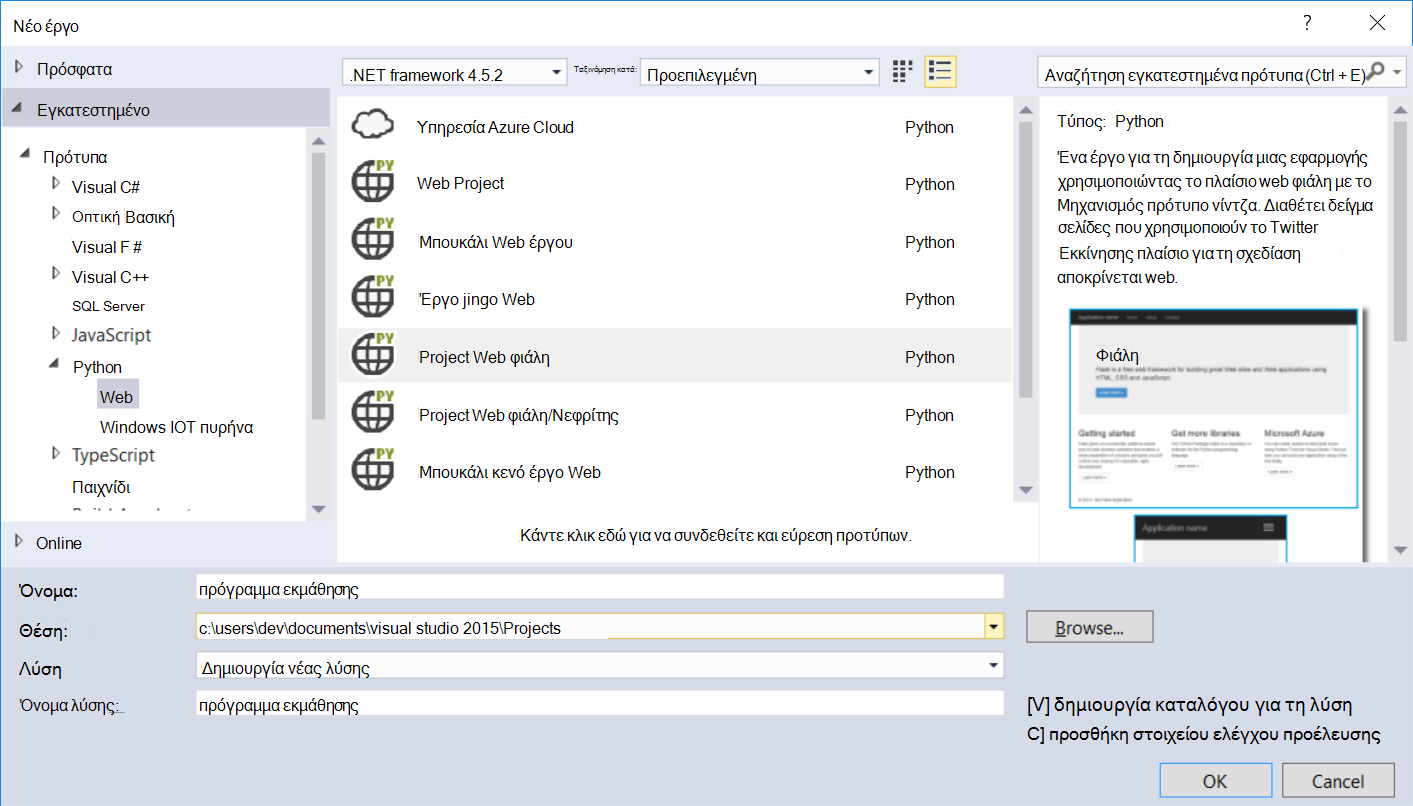 Νέο έργο
?
Πρόσφατα
Εγκατεστημένο
Πρότυπα
Visual C#
Οπτική Βασική
Visual F #
Visual C++
SQL Server
JavaScript
Python
Web
Windows IOT πυρήνα
TypeScript
Παιχνίδι
Online
.NET framework 4.5.2
Ταξινόμηση κατά:
Προεπιλεγμένη
Υπηρεσία Azure Cloud Python
Web Project Python
Μπουκάλι Web έργου Python
Έργο jingo Web Python
Project Web φιάλη Python
Project Web φιάλη/Νεφρίτης Python
Μπουκάλι κενό έργο Web Python
Κάντε κλικ εδώ για να συνδεθείτε και εύρεση προτύπων.
Αναζήτηση εγκατεστημένα πρότυπα (Ctrl + E)
Τύπος: Python
Ένα έργο για τη δημιουργία μιας εφαρμογής
χρησιμοποιώντας το πλαίσιο web φιάλη με το
Μηχανισμός πρότυπο νίντζα. Διαθέτει δείγμα
σελίδες που χρησιμοποιούν το Twitter
Εκκίνησης πλαίσιο για τη σχεδίαση
αποκρίνεται web.
Application name
Φιάλη
Flask is a free web framework for building great Web sites and Web applications using
HTML, CSS and JavaScript.
Getting started Get more libraries Microsoft Azure
Application name
Όνομα: πρόγραμμα εκμάθησης
Θέση: c:\users\dev\documents\visual studio 2015\Projects
Browse...
Λύση Δημιουργία νέας λύσης
Όνομα λύσης: πρόγραμμα εκμάθησης
[V] δημιουργία καταλόγου για τη λύση
C] προσθήκη στοιχείου ελέγχου προέλευσης
OK Cancel